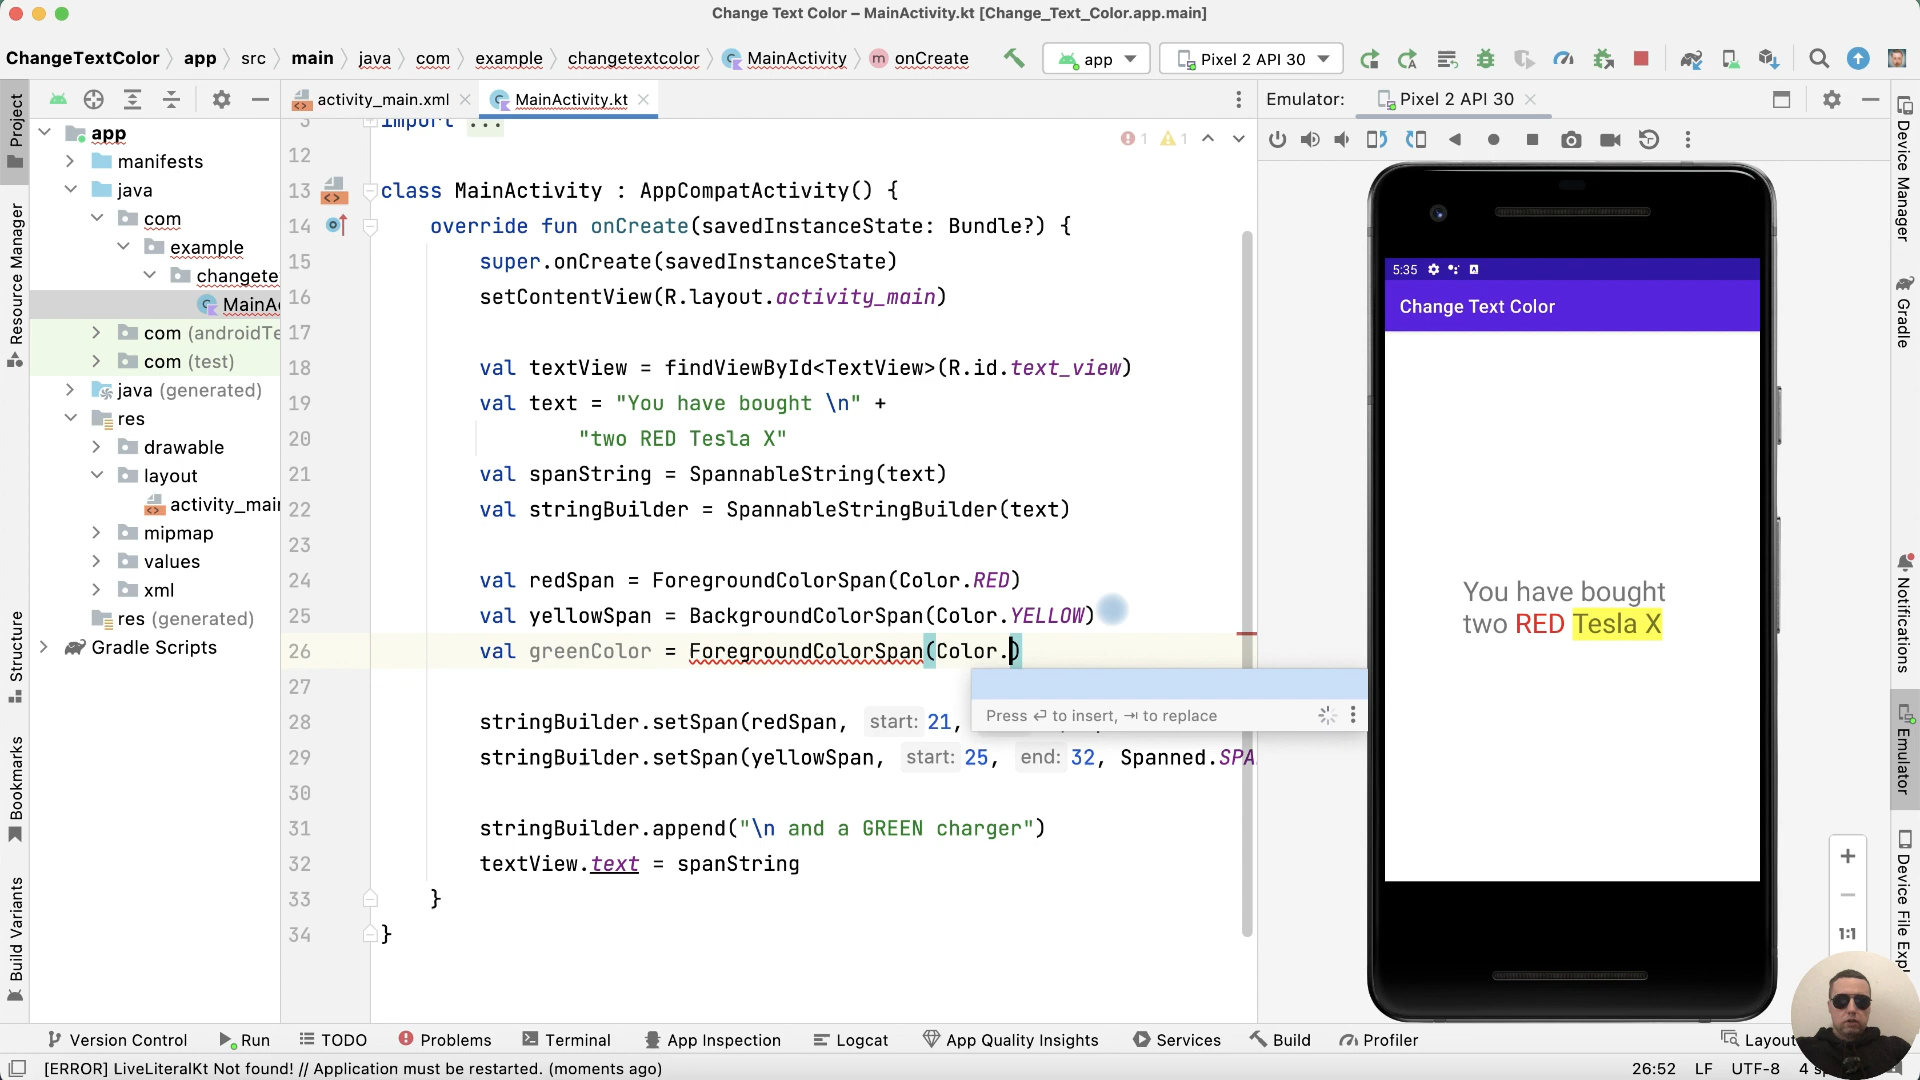 Change Text Color – MainActivity.kt [Change_Text_Color.app.main]
ChangeTextColor app src main java com example changetextcolor MainActivity onCreate app Pixel 2 API 30
activity_main.xml MainActivity.kt Emulator: Pixel 2 API 30
Project
Resource Manager
Structure
Bookmarks
Build Variants
app
manifests
java
com
example
changete
MainAc
com (androidTe
com (test)
java (generated)
res
drawable
layout
activity_mai
mipmap
values
xml
res (generated)
Gradle Scripts
1 1
3 import ...
12
13 class MainActivity : AppCompatActivity() {
14 override fun onCreate(savedInstanceState: Bundle?) {
15 super.onCreate(savedInstanceState)
16 setContentView(R.layout.activity_main)
17
18 val textView = findViewById<TextView>(R.id.text_view)
19 val text = "You have bought \n" +
20 "two RED Tesla X"
21 val spanString = SpannableString(text)
22 val stringBuilder = SpannableStringBuilder(text)
23
24 val redSpan = ForegroundColorSpan(Color.RED)
25 val yellowSpan = BackgroundColorSpan(Color.YELLOW)
26 val greenColor = ForegroundColorSpan(Color.)
27
Press ⏎ to insert, ⇥ to replace
28 stringBuilder.setSpan(redSpan, start: 21,
29 stringBuilder.setSpan(yellowSpan, start: 25, end: 32, Spanned.SPA
30
31 stringBuilder.append("\n and a GREEN charger")
32 textView.text = spanString
33 }
34 }
5:35
Change Text Color
You have bought
two RED Tesla X
1:1
Device Manager
Gradle
Notifications
Emulator
Device File Exp
Version Control Run TODO Problems Terminal App Inspection Logcat App Quality Insights Services Build Profiler Layou
[ERROR] LiveLiteralKt Not found! // Application must be restarted. (moments ago) 26:52 LF UTF-8 4